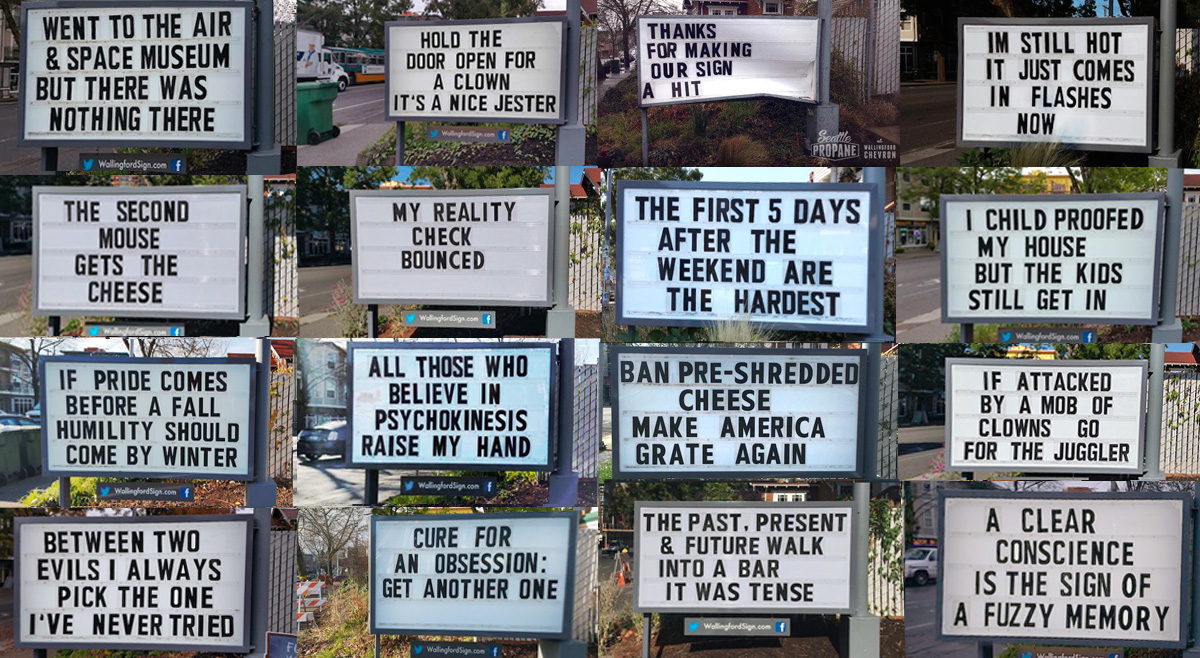 WENT TO THE AIR
& SPACE MUSEUM
BUT THERE WAS
NOTHING THERE
WallingfordSign.com
HOLD THE
DOOR OPEN FOR
A CLOWN
IT'S A NICE JESTER
WallingfordSign.com
THANKS
FOR MAKING
OUR SIGN
A HIT
Seattle
PROPANE
WALLINGFORD
CHEVRON
IM STILL HOT
IT JUST COMES
IN FLASHES
NOW
THE SECOND
MOUSE
GETS THE
CHEESE
WallingfordSign.com
MY REALITY
CHECK
BOUNCED
WallingfordSign.com
THE FIRST 5 DAYS
AFTER THE
WEEKEND ARE
THE HARDEST
I CHILD PROOFED
MY HOUSE
BUT THE KIDS
STILL GET IN
WallingfordSign.com
IF PRIDE COMES
BEFORE A FALL
HUMILITY SHOULD
COME BY WINTER
WallingfordSign.com
ALL THOSE WHO
BELIEVE IN
PSYCHOKINESIS
RAISE MY HAND
WallingfordSign.com
BAN PRE-SHREDDED
CHEESE
MAKE AMERICA
GRATE AGAIN
IF ATTACKED
BY A MOB OF
CLOWNS GO
FOR THE JUGGLER
BETWEEN TWO
EVILS I ALWAYS
PICK THE ONE
I'VE NEVER TRIED
CURE FOR
AN OBSESSION:
GET ANOTHER ONE
WallingfordSign.com
THE PAST, PRESENT
& FUTURE WALK
INTO A BAR
IT WAS TENSE
WallingfordSign.com
A CLEAR
CONSCIENCE
IS THE SIGN OF
A FUZZY MEMORY